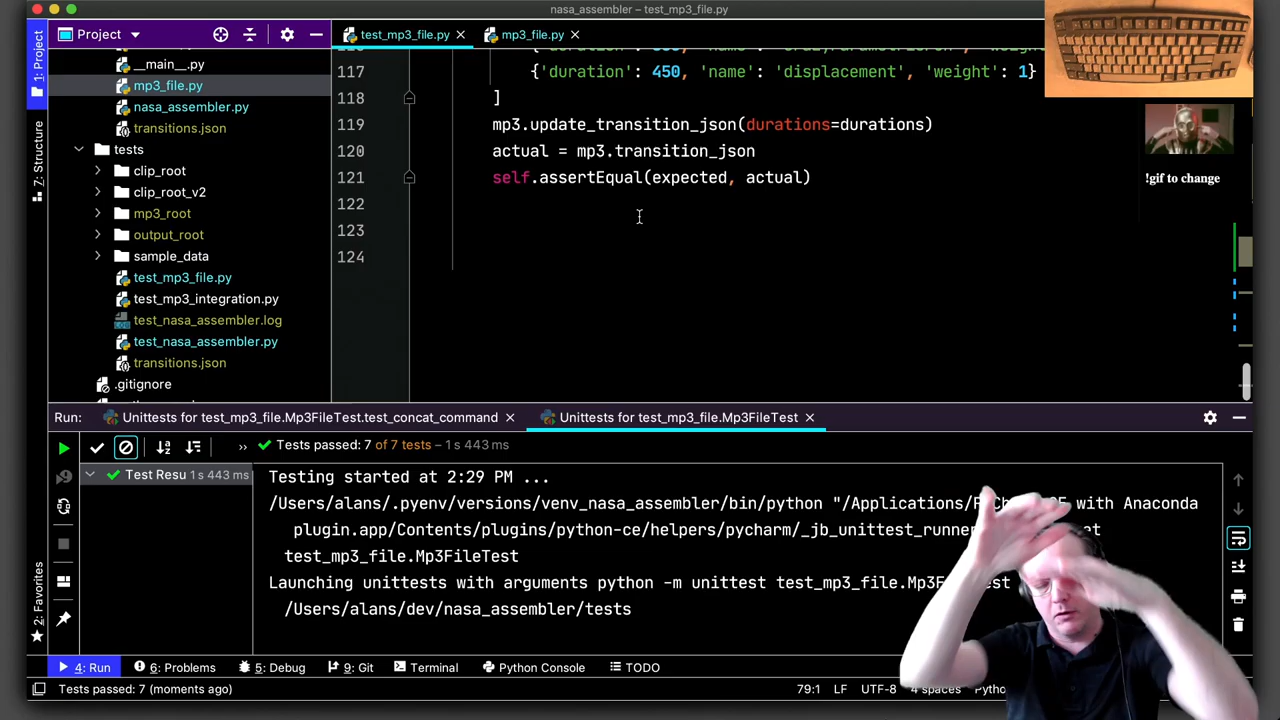 nasa_assembler – test_mp3_file.py
1: Project
7: Structure
2: Favorites
Project
__main__.py
mp3_file.py
nasa_assembler.py
transitions.json
tests
clip_root
clip_root_v2
mp3_root
output_root
sample_data
test_mp3_file.py
test_mp3_integration.py
test_nasa_assembler.log
test_nasa_assembler.py
transitions.json
.gitignore
test_mp3_file.py
mp3_file.py
117 {'duration': 450, 'name': 'displacement', 'weight': 1}
118 ]
119 mp3.update_transition_json(durations=durations)
120 actual = mp3.transition_json
121 self.assertEqual(expected, actual)
122
123
124
!gif to change
Run: Unittests for test_mp3_file.Mp3FileTest.test_concat_command Unittests for test_mp3_file.Mp3FileTest
» Tests passed: 7 of 7 tests – 1 s 443 ms
Test Resu 1 s 443 ms
Testing started at 2:29 PM ...
/Users/alans/.pyenv/versions/venv_nasa_assembler/bin/python "/Applications/ with Anaconda
plugin.app/Contents/plugins/python-ce/helpers/pycharm/_jb_unittest_runner
test_mp3_file.Mp3FileTest
Launching unittests with arguments python -m unittest test_mp3_file.Mp3 in
/Users/alans/dev/nasa_assembler/tests
4: Run 6: Problems 5: Debug 9: Git Terminal Python Console TODO
Tests passed: 7 (moments ago) 79:1 LF UTF-8 4 spaces